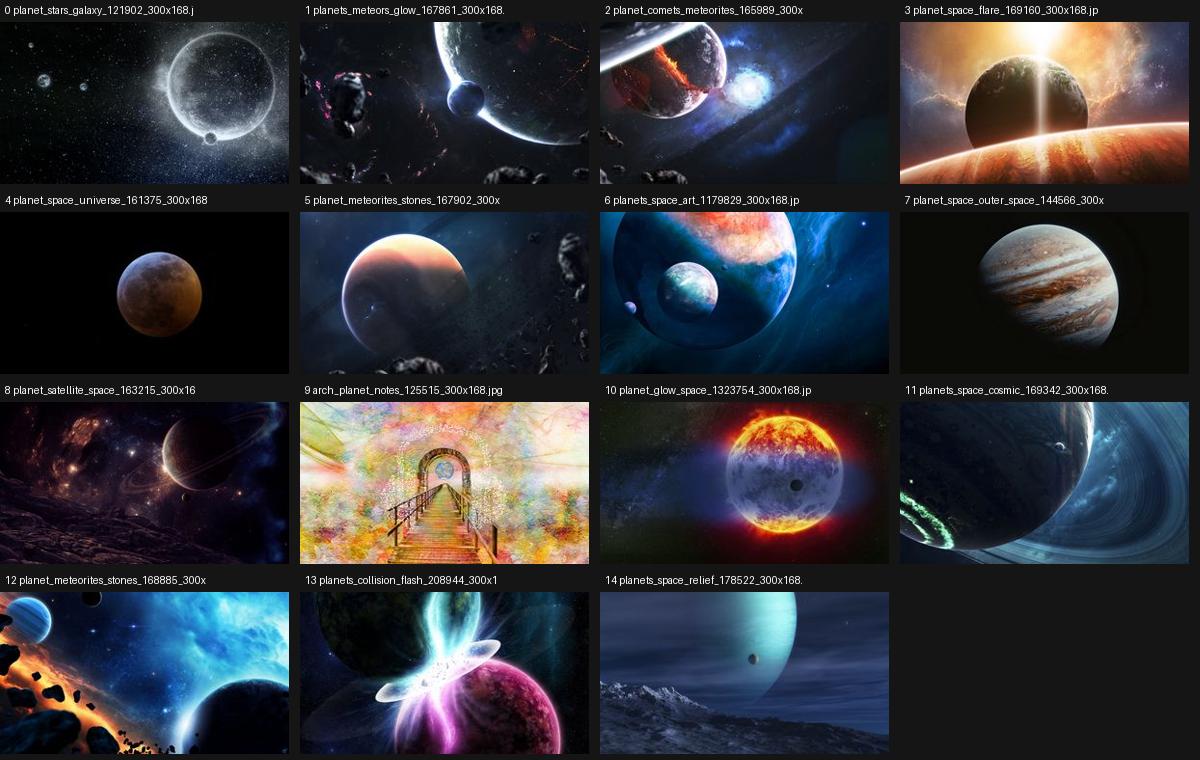 0 planet_stars_galaxy_121902_300x168.j
1 planets_meteors_glow_167861_300x168.
2 planets_comets_meteorites_165989_300x
3 planet_space_flare_169160_300x168.jp
4 planet_space_universe_161375_300x168
5 planet_meteorites_stones_167902_300x
6 planets_space_art_1179829_300x168.jp
7 planet_space_outer_space_144566_300x
8 planet_satellite_space_163215_300x16
9 arch_planet_notes_125515_300x168.jpg
10 planet_glow_space_1323754_300x168.jp
11 planets_space_cosmic_169342_300x168.
12 planet_meteorites_stones_168885_300x
13 planets_collision_flash_208944_300x1
14 planets_space_relief_178522_300x168.